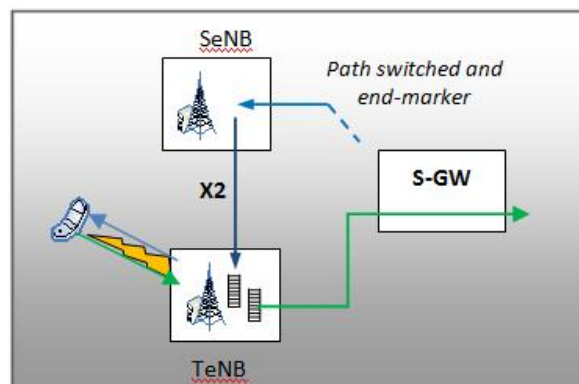 SeNB
Path switched and
end-marker
S-GW
X2
TeNB